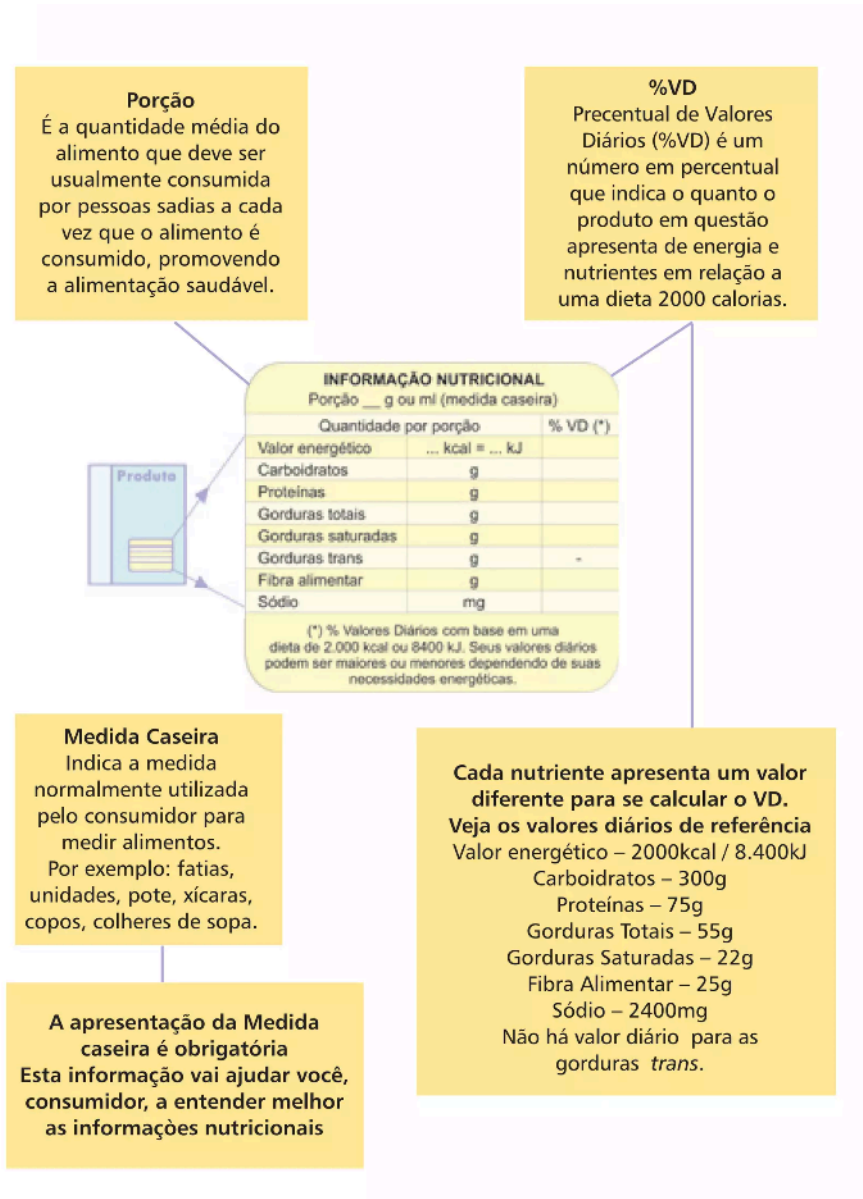 Porção
É a quantidade média do
alimento que deve ser
usualmente consumida
por pessoas sadias a cada
vez que o alimento é
consumido, promovendo
a alimentação saudável.
%VD
Precentual de Valores
Diários (%VD) é um
número em percentual
que indica o quanto o
produto em questão
apresenta de energia e
nutrientes em relação a
uma dieta 2000 calorias.
Produto
INFORMAÇÃO NUTRICIONAL
Porção __ g ou ml (medida caseira)
Quantidade por porção % VD (*)
Valor energético ... kcal = ... kJ
Carboidratos g
Proteínas g
Gorduras totais g
Gorduras saturadas g
Gorduras trans g -
Fibra alimentar g
Sódio mg
(*) % Valores Diários com base em uma
dieta de 2.000 kcal ou 8400 kJ. Seus valores diários
podem ser maiores ou menores dependendo de suas
necessidades energéticas.
Medida Caseira
Indica a medida
normalmente utilizada
pelo consumidor para
medir alimentos.
Por exemplo: fatias,
unidades, pote, xícaras,
copos, colheres de sopa.
A apresentação da Medida
caseira é obrigatória
Esta informação vai ajudar você,
consumidor, a entender melhor
as informaçòes nutricionais
Cada nutriente apresenta um valor
diferente para se calcular o VD.
Veja os valores diários de referência
Valor energético – 2000kcal / 8.400kJ
Carboidratos – 300g
Proteínas – 75g
Gorduras Totais – 55g
Gorduras Saturadas – 22g
Fibra Alimentar – 25g
Sódio – 2400mg
Não há valor diário para as
gorduras trans.